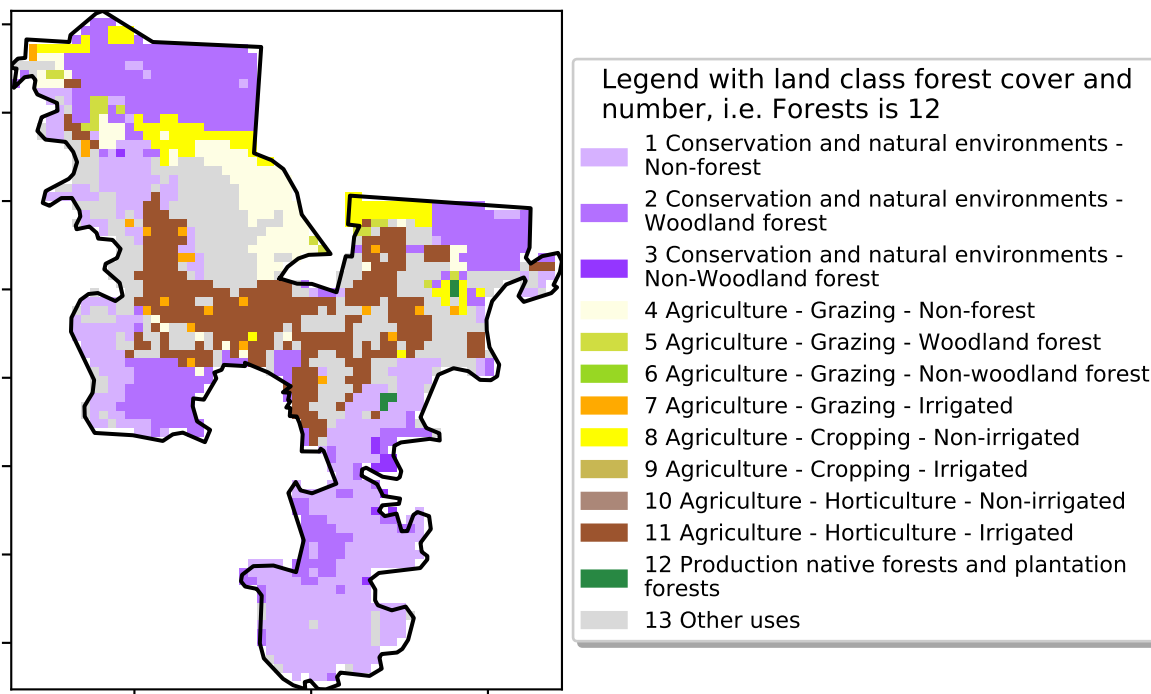 Legend with land class forest cover and
number, i.e. Forests is 12
1 Conservation and natural environments -
Non-forest
2 Conservation and natural environments -
Woodland forest
3 Conservation and natural environments -
Non-Woodland forest
4 Agriculture - Grazing - Non-forest
5 Agriculture - Grazing - Woodland forest
6 Agriculture - Grazing - Non-woodland forest
7 Agriculture - Grazing - Irrigated
8 Agriculture - Cropping - Non-irrigated
9 Agriculture - Cropping - Irrigated
10 Agriculture - Horticulture - Non-irrigated
11 Agriculture - Horticulture - Irrigated
12 Production native forests and plantation
forests
13 Other uses